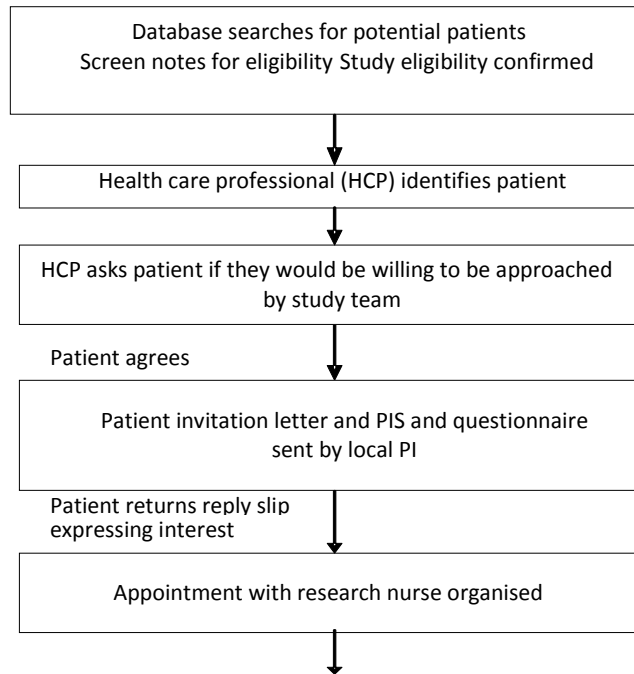 Database searches for potential patients
Screen notes for eligibility Study eligibility confirmed
Health care professional (HCP) identifies patient
HCP asks patient if they would be willing to be approached
by study team
Patient agrees
Patient invitation letter and PIS and questionnaire
sent by local PI
Patient returns reply slip
expressing interest
Appointment with research nurse organised